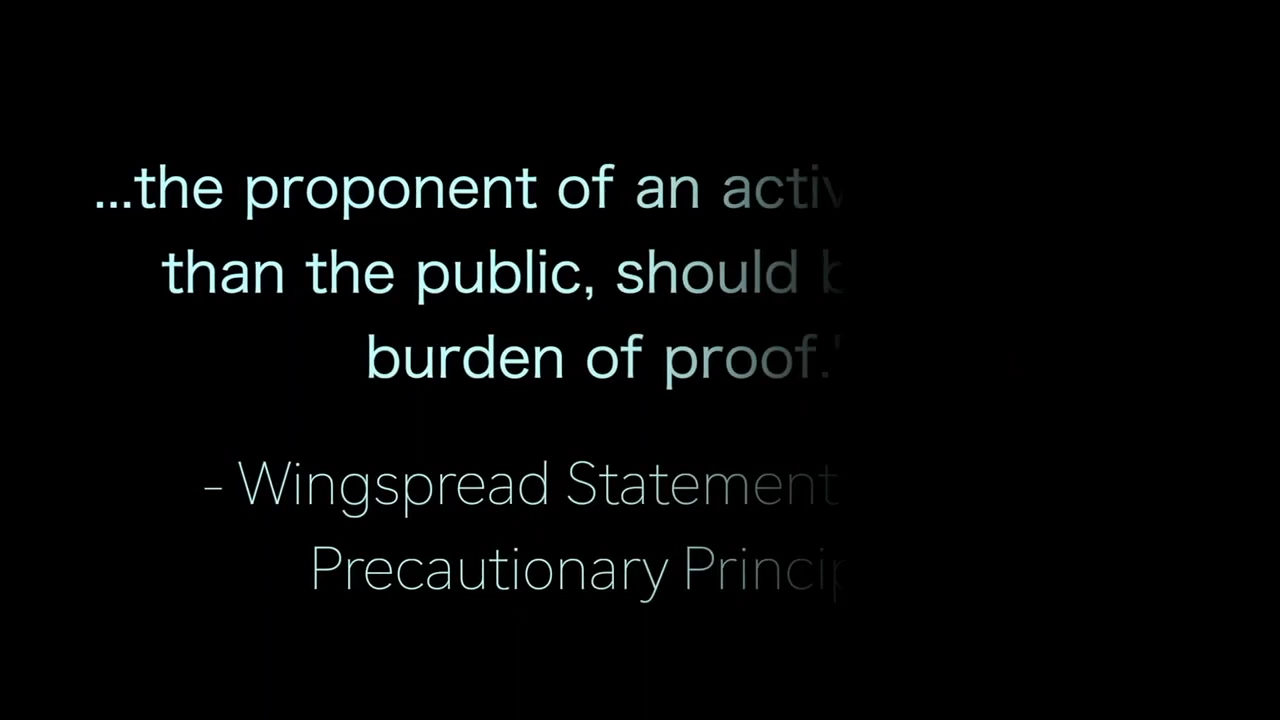 ...the proponent of an activ
than the public, should b
burden of proof."
- Wingspread Statement
Precautionary Princip